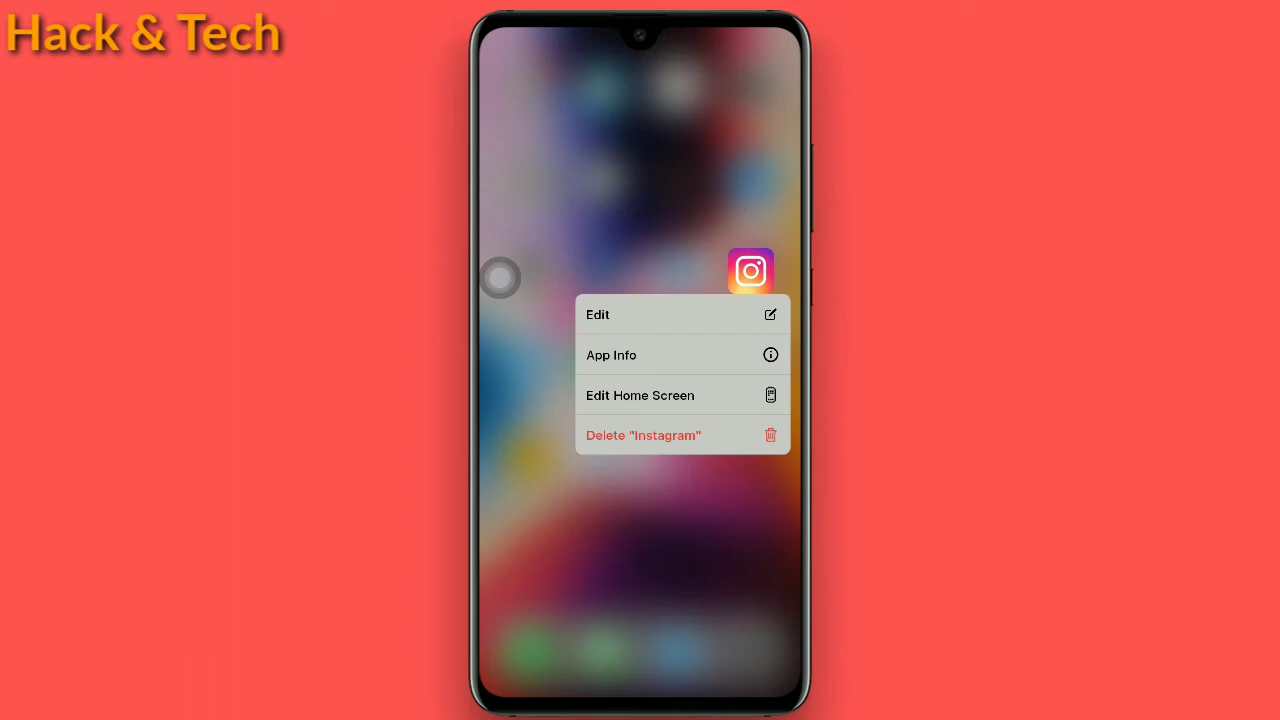 Hack & Tech
Edit
App Info
Edit Home Screen
Delete "Instagram"